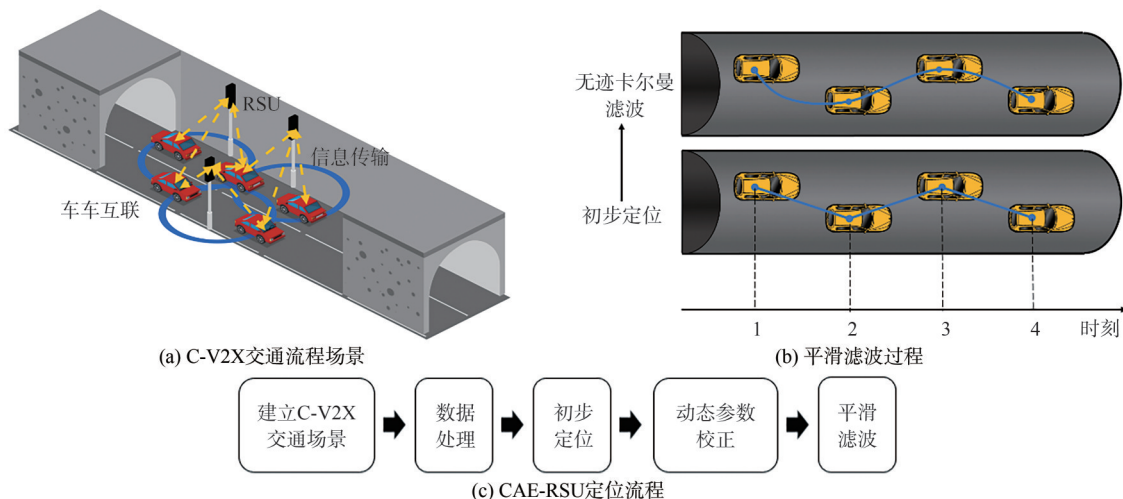 RSU
信息传输
车车互联
(a) C-V2X交通流程场景
无迹卡尔曼
滤波
初步定位
1 2 3 4 时刻
(b) 平滑滤波过程
建立C-V2X
交通场景
数据
处理
初步
定位
动态参数
校正
平滑
滤波
(c) CAE-RSU定位流程